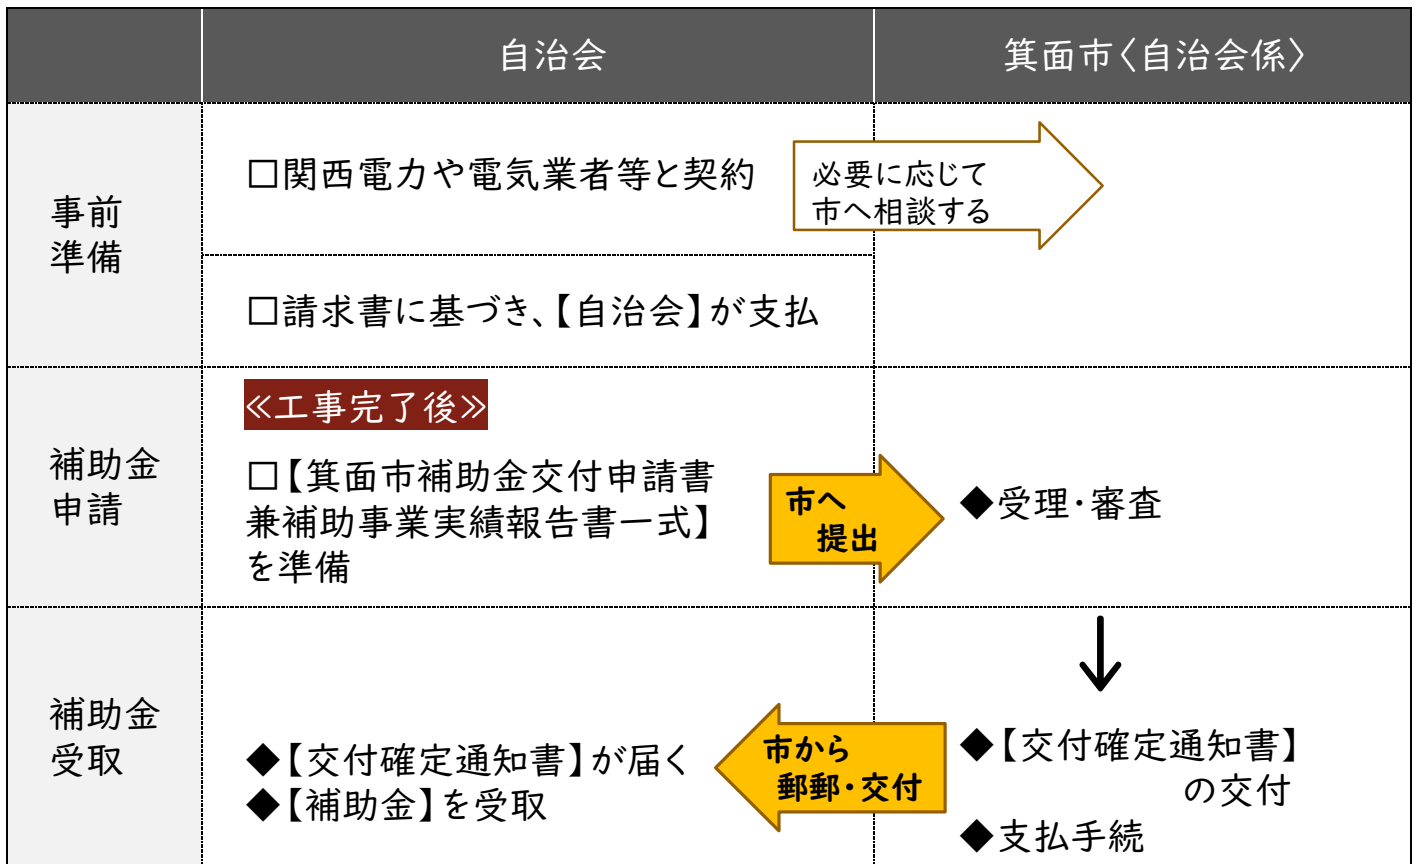 自治会
箕面市〈自治会係〉
事前
準備
□関西電力や電気業者等と契約
必要に応じて
市へ相談する
□請求書に基づき、【自治会】が支払
補助金
申請
≪工事完了後≫
□【箕面市補助金交付申請書
兼補助事業実績報告書一式】
を準備
市へ
提出
◆受理・審査
補助金
受取
◆【交付確定通知書】が届く
◆【補助金】を受取
市から
郵郵・交付
↓
◆【交付確定通知書】
の交付
◆支払手続